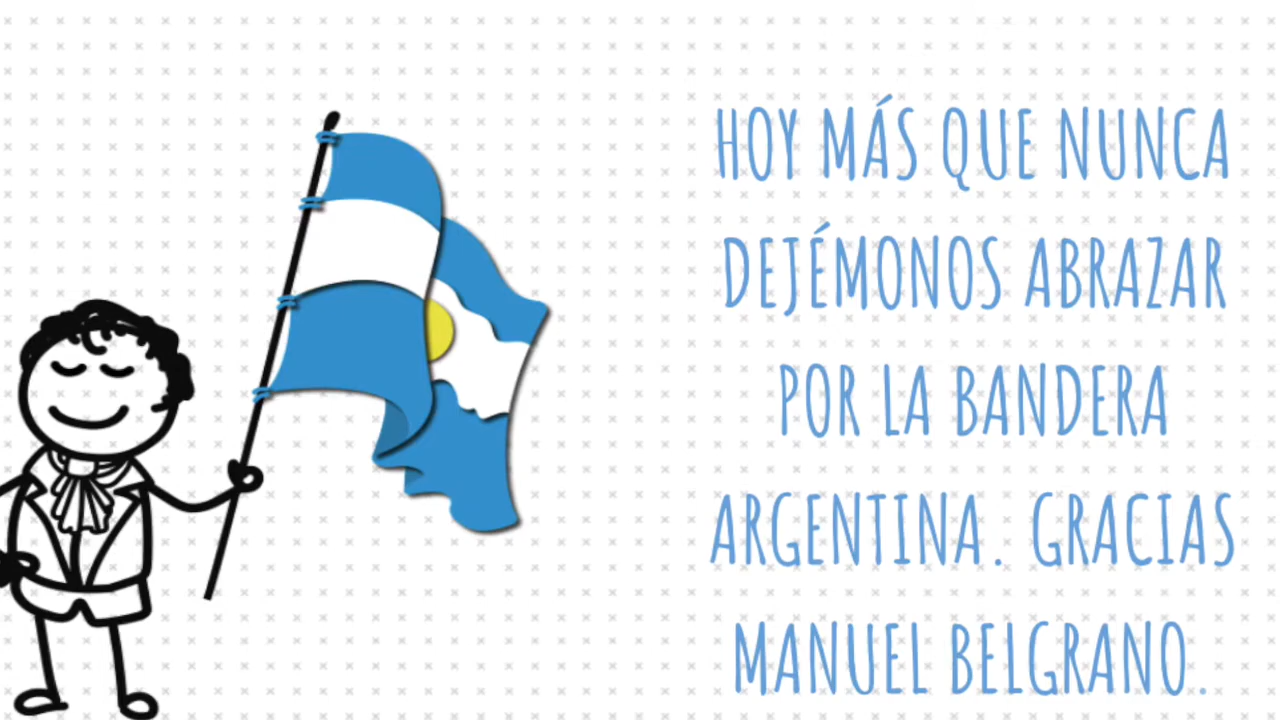 HOY MÁS QUE NUNCA
DEJÉMONOS ABRAZAR
POR LA BANDERA
ARGENTINA. GRACIAS
MANUEL BELGRANO.